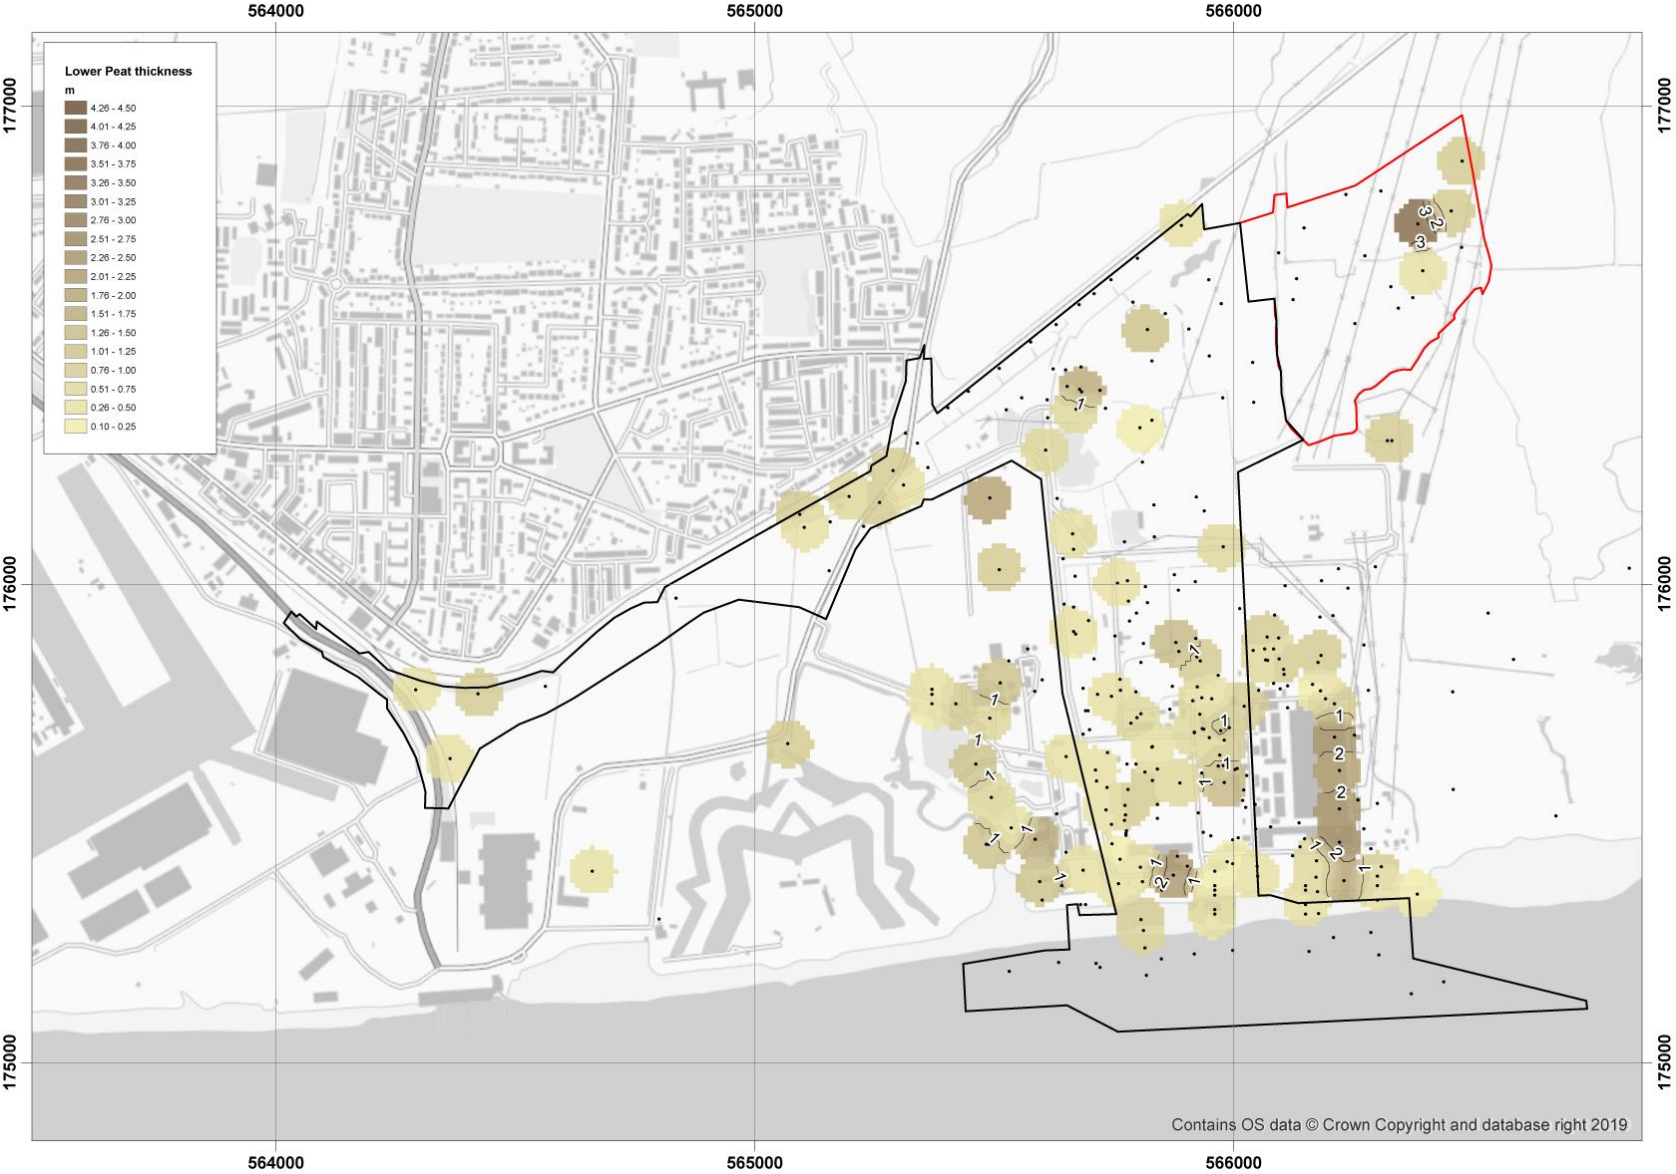 564000
565000
566000
177000
177000
Lower Peat thickness
m
4.26 - 4.50
4.01 - 4.25
3.76 - 4.00
3.51 - 3.75
3.26 - 3.50
3.01 - 3.25
2.76 - 3.00
2.51 - 2.75
2.26 - 2.50
2.01 - 2.25
1.76 - 2.00
1.51 - 1.75
1.26 - 1.50
1.01 - 1.25
0.76 - 1.00
0.51 - 0.75
0.26 - 0.50
0.10 - 0.25
3
2
3
1
176000
176000
1
1
1
1
1
1
2
1
1
1
2
1
1
1
2
1
1
1
2
1
175000
175000
Contains OS data © Crown Copyright and database right 2019
564000
565000
566000